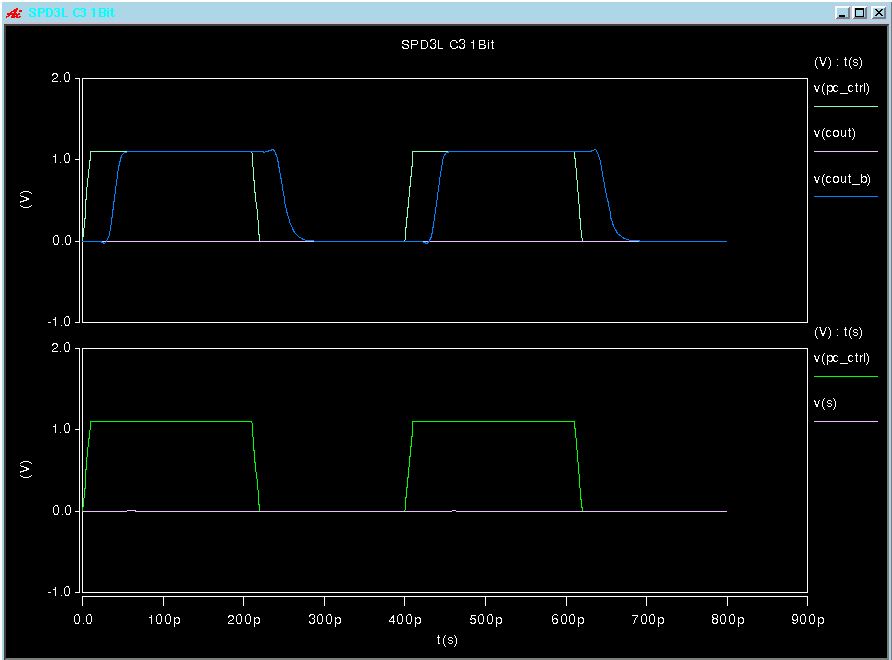 SPD3L C3 1Bit
SPD3L C3 1Bit
(V) : t(s)
v(pc_ctrl)
v(cout)
v(cout_b)
2.0
1.0
0.0
-1.0
(V)
(V) : t(s)
v(pc_ctrl)
v(s)
2.0
1.0
0.0
-1.0
(V)
0.0 100p 200p 300p 400p 500p 600p 700p 800p 900p
t(s)